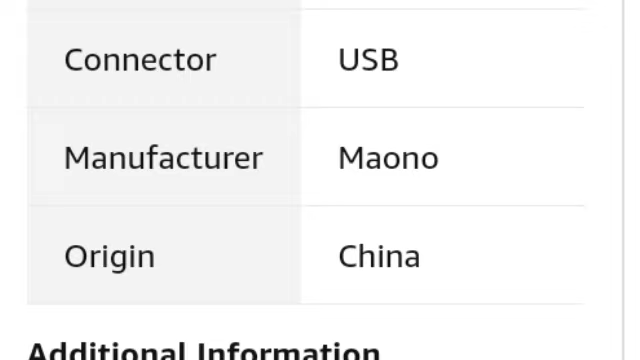 Connector USB
Manufacturer Maono
Origin China
Additional Information